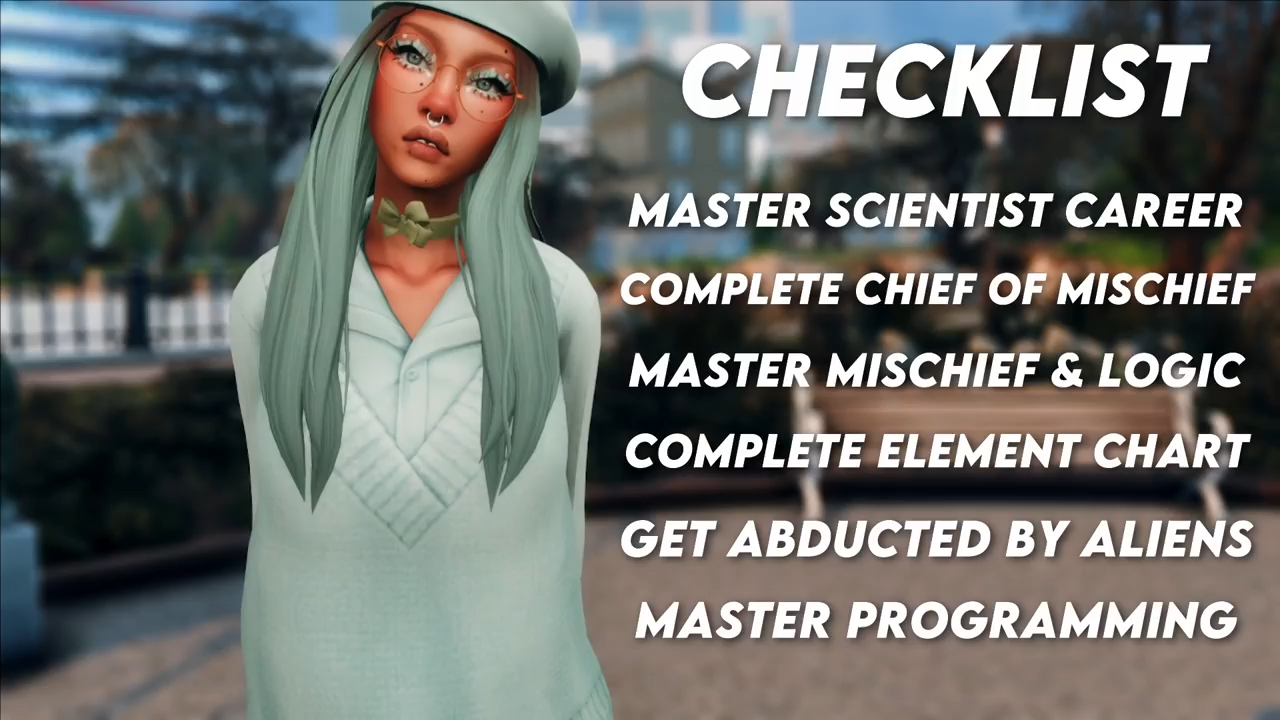 CHECKLIST
MASTER SCIENTIST CAREER
COMPLETE CHIEF OF MISCHIEF
MASTER MISCHIEF & LOGIC
COMPLETE ELEMENT CHART
GET ABDUCTED BY ALIENS
MASTER PROGRAMMING